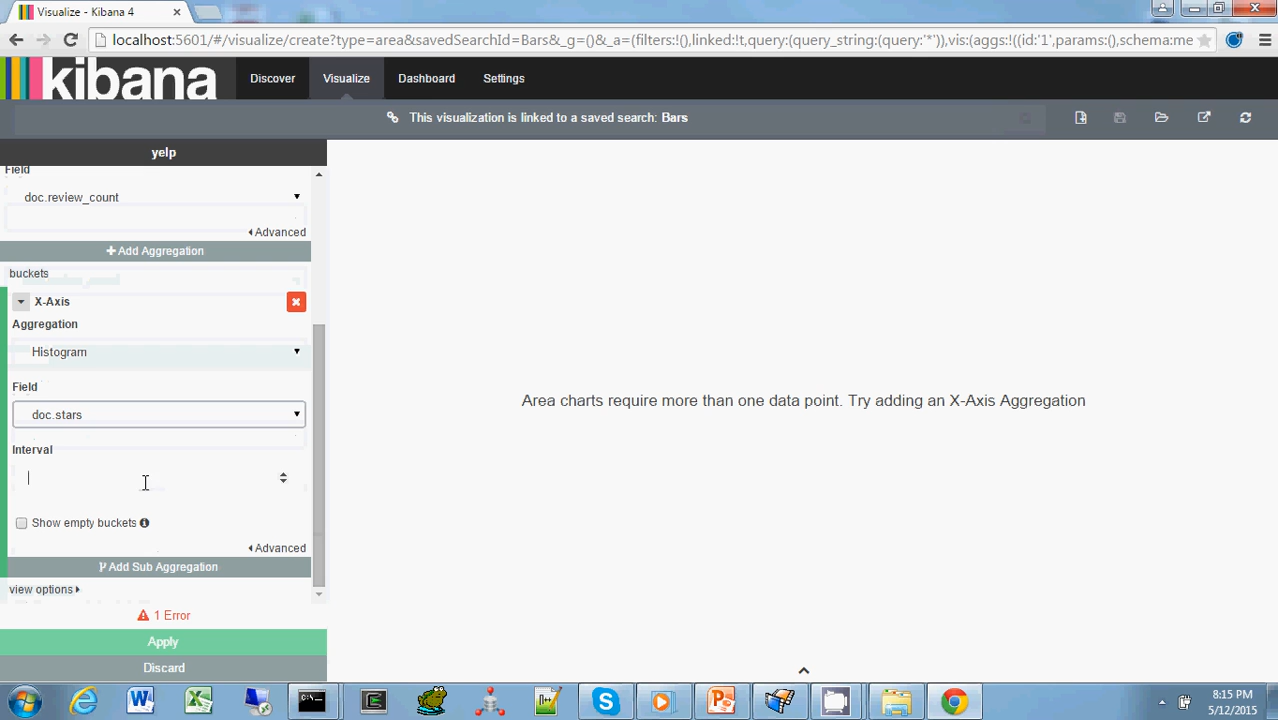 Visualize - Kibana 4
localhost:5601/#/visualize/create?type=area&savedSearchId=Bars&_g=()&_a=(filters:!(),linked:!t,query:(query_string:(query:'*')),vis:(aggs:!((id:'1',params:(),schema:me
kibana
Discover
Visualize
Dashboard
Settings
This visualization is linked to a saved search: Bars
yelp
Field
doc.review_count
Advanced
Add Aggregation
buckets
X-Axis
Aggregation
Histogram
Field
doc.stars
Interval
Show empty buckets
Advanced
Add Sub Aggregation
view options
1 Error
Apply
Discard
Area charts require more than one data point. Try adding an X-Axis Aggregation
8:15 PM
5/12/2015